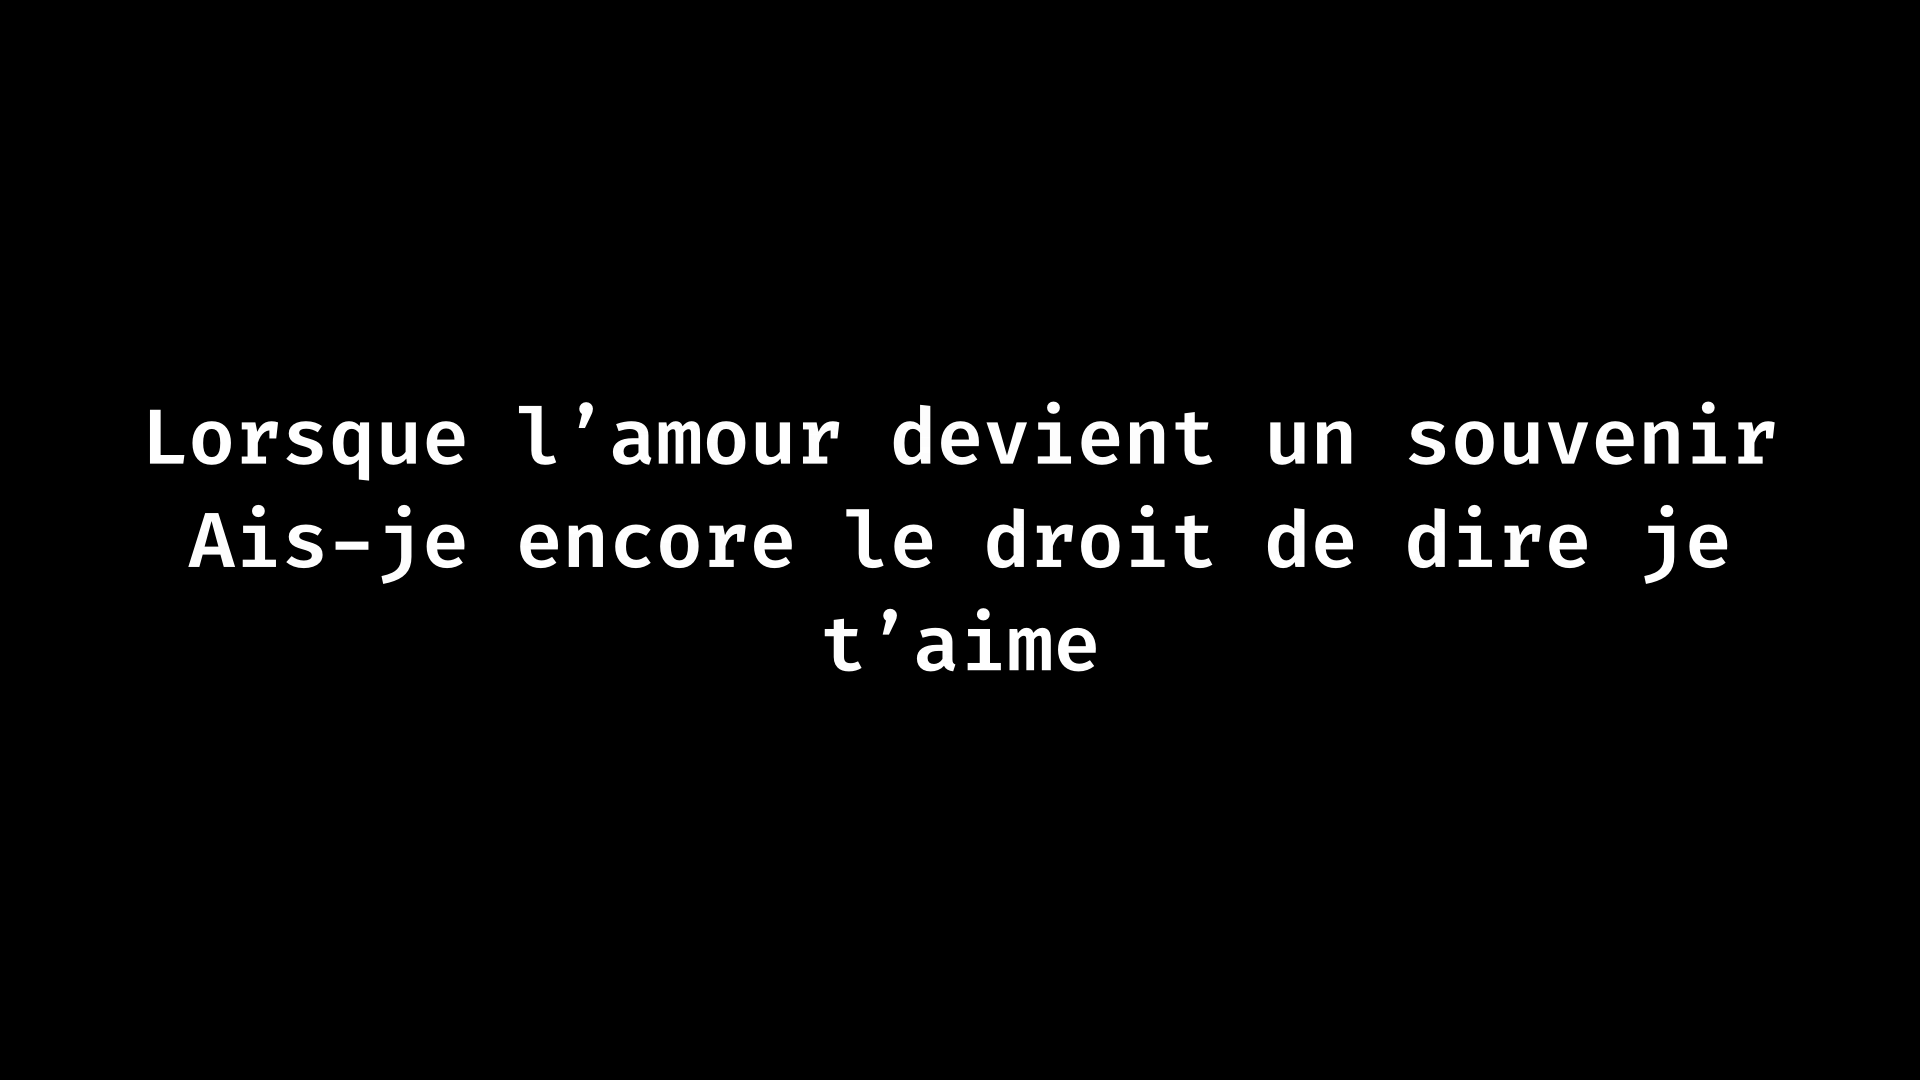 Lorsque l’amour devient un souvenir
Ais-je encore le droit de dire je
t’aime